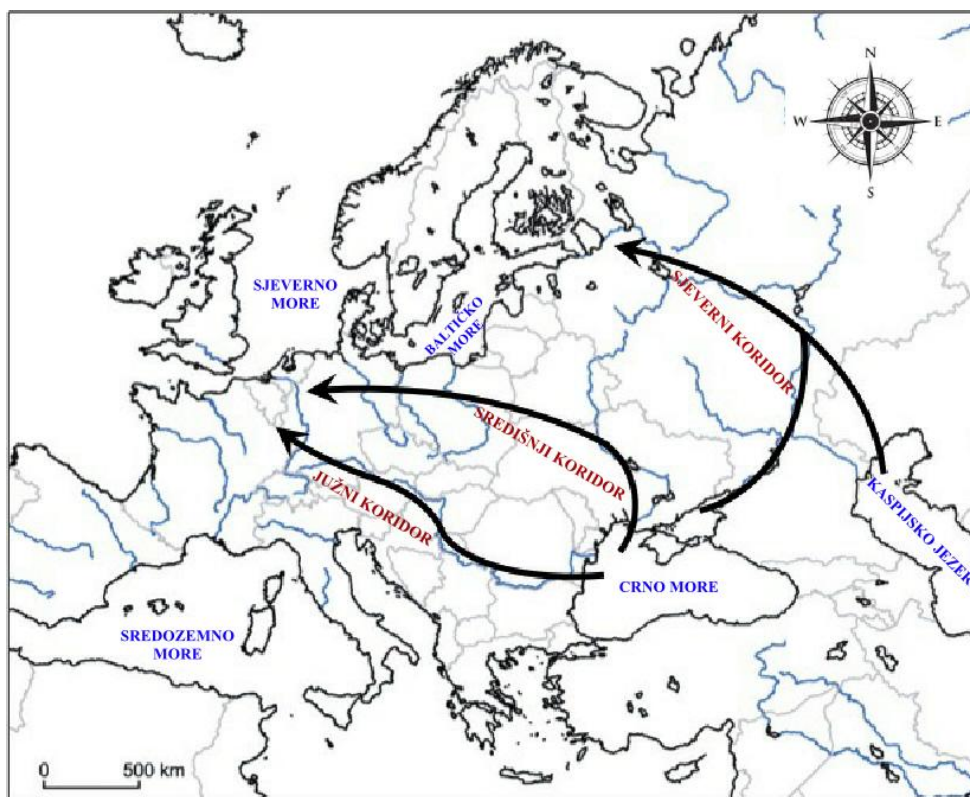 N
W
E
S
SJEVERNO
MORE
BALTIČKO
MORE
SJEVERNI KORIDOR
SREDIŠNJI KORIDOR
JUŽNI KORIDOR
KASPIJSKO JEZER
CRNO MORE
SREDOZEMNO
MORE
0
500 km